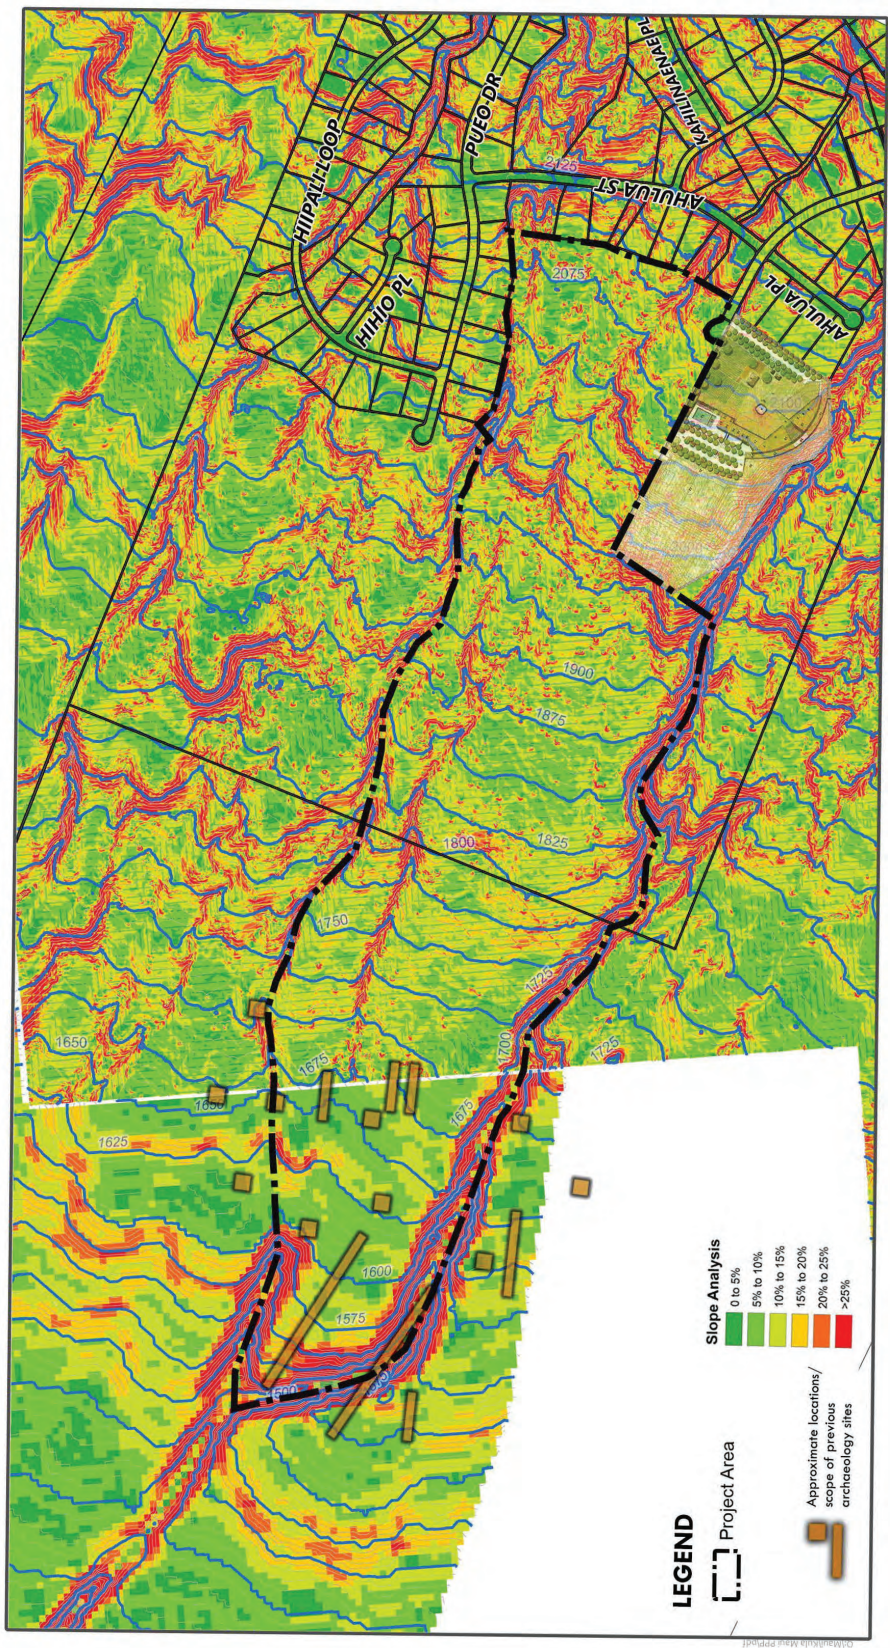 HIIPALI LOOP
PUEO DR
KAHILINAENAE PL
AHULUA ST
HIHIO PL
AHULUA PL
2125
2075
2100
1900
1875
1825
1800
1750
1725
1725
1700
1675
1675
1650
1650
1625
1600
1575
1500
LEGEND
Project Area
Slope Analysis
0 to 5%
5% to 10%
10% to 15%
15% to 20%
20% to 25%
>25%
Approximate locations/
scope of previous
archaeology sites